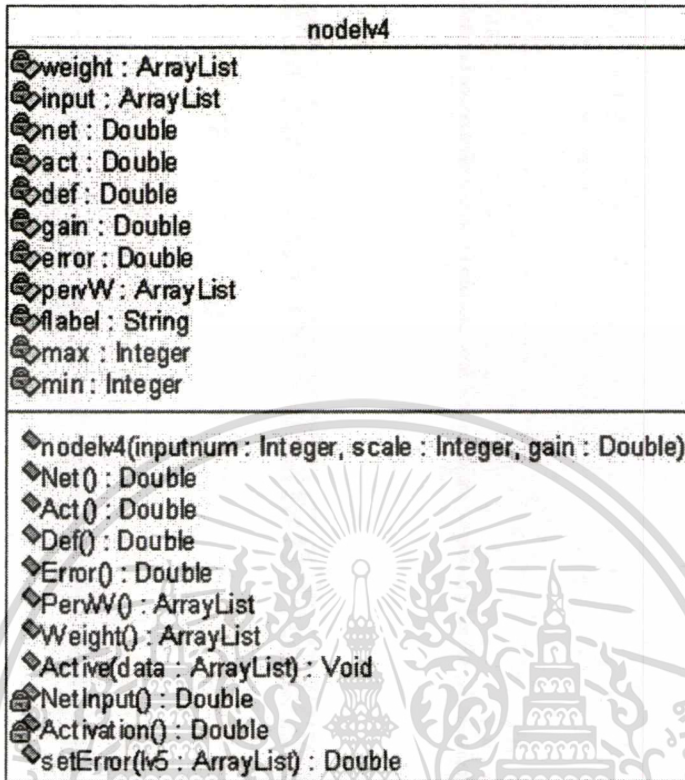 nodelv4
weight : ArrayList
input : ArrayList
net : Double
act : Double
def : Double
gain : Double
error : Double
pervW : ArrayList
flabel : String
max : Integer
min : Integer
nodelv4(inputnum : Integer, scale : Integer, gain : Double)
Net() : Double
Act() : Double
Def() : Double
Error() : Double
PervW() : ArrayList
Weight() : ArrayList
Active(data : ArrayList) : Void
NetInput() : Double
Activation() : Double
setError(lv5 : ArrayList) : Double